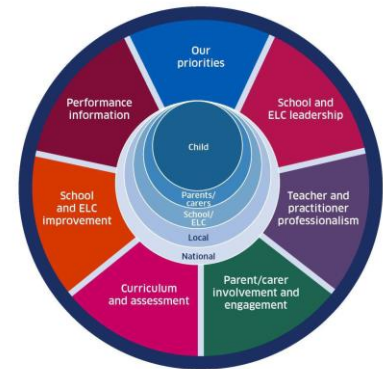 Our
priorities
School and
ELC leadership
Teacher and
practitioner
professionalism
Parent/carer
involvement and
engagement
Curriculum
and assessment
School
and ELC
improvement
Performance
information
Child
Parents/
carers
School/
ELC
Local
National